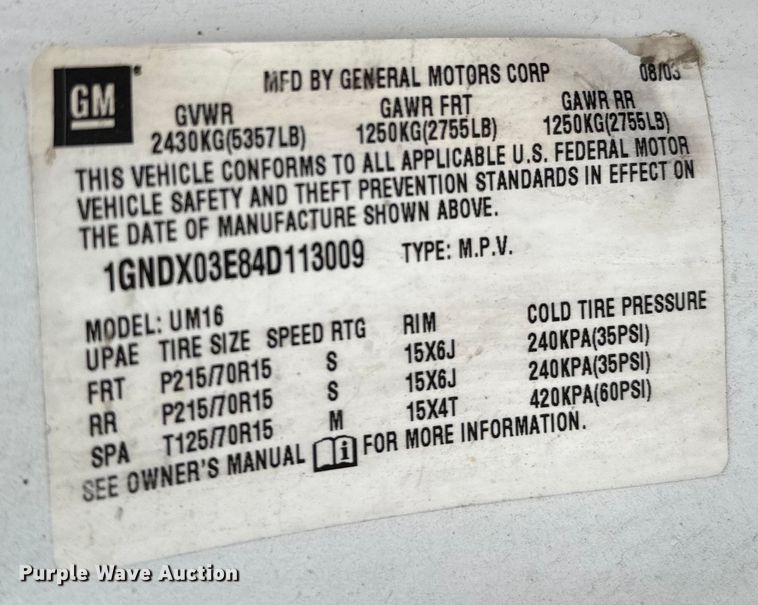 GM
MFD BY GENERAL MOTORS CORP 08/03
GVWR GAWR FRT GAWR RR
2430KG(5357LB) 1250KG(2755LB) 1250KG(2755LB)
THIS VEHICLE CONFORMS TO ALL APPLICABLE U.S. FEDERAL MOTOR
VEHICLE SAFETY AND THEFT PREVENTION STANDARDS IN EFFECT ON
THE DATE OF MANUFACTURE SHOWN ABOVE.
1GNDX03E84D113009 TYPE: M.P.V.
MODEL: UM16
UPAE TIRE SIZE SPEED RTG RIM COLD TIRE PRESSURE
FRT P215/70R15 S 15X6J 240KPA(35PSI)
RR P215/70R15 S 15X6J 240KPA(35PSI)
SPA T125/70R15 M 15X4T 420KPA(60PSI)
SEE OWNER'S MANUAL i FOR MORE INFORMATION.
Purple Wave Auction